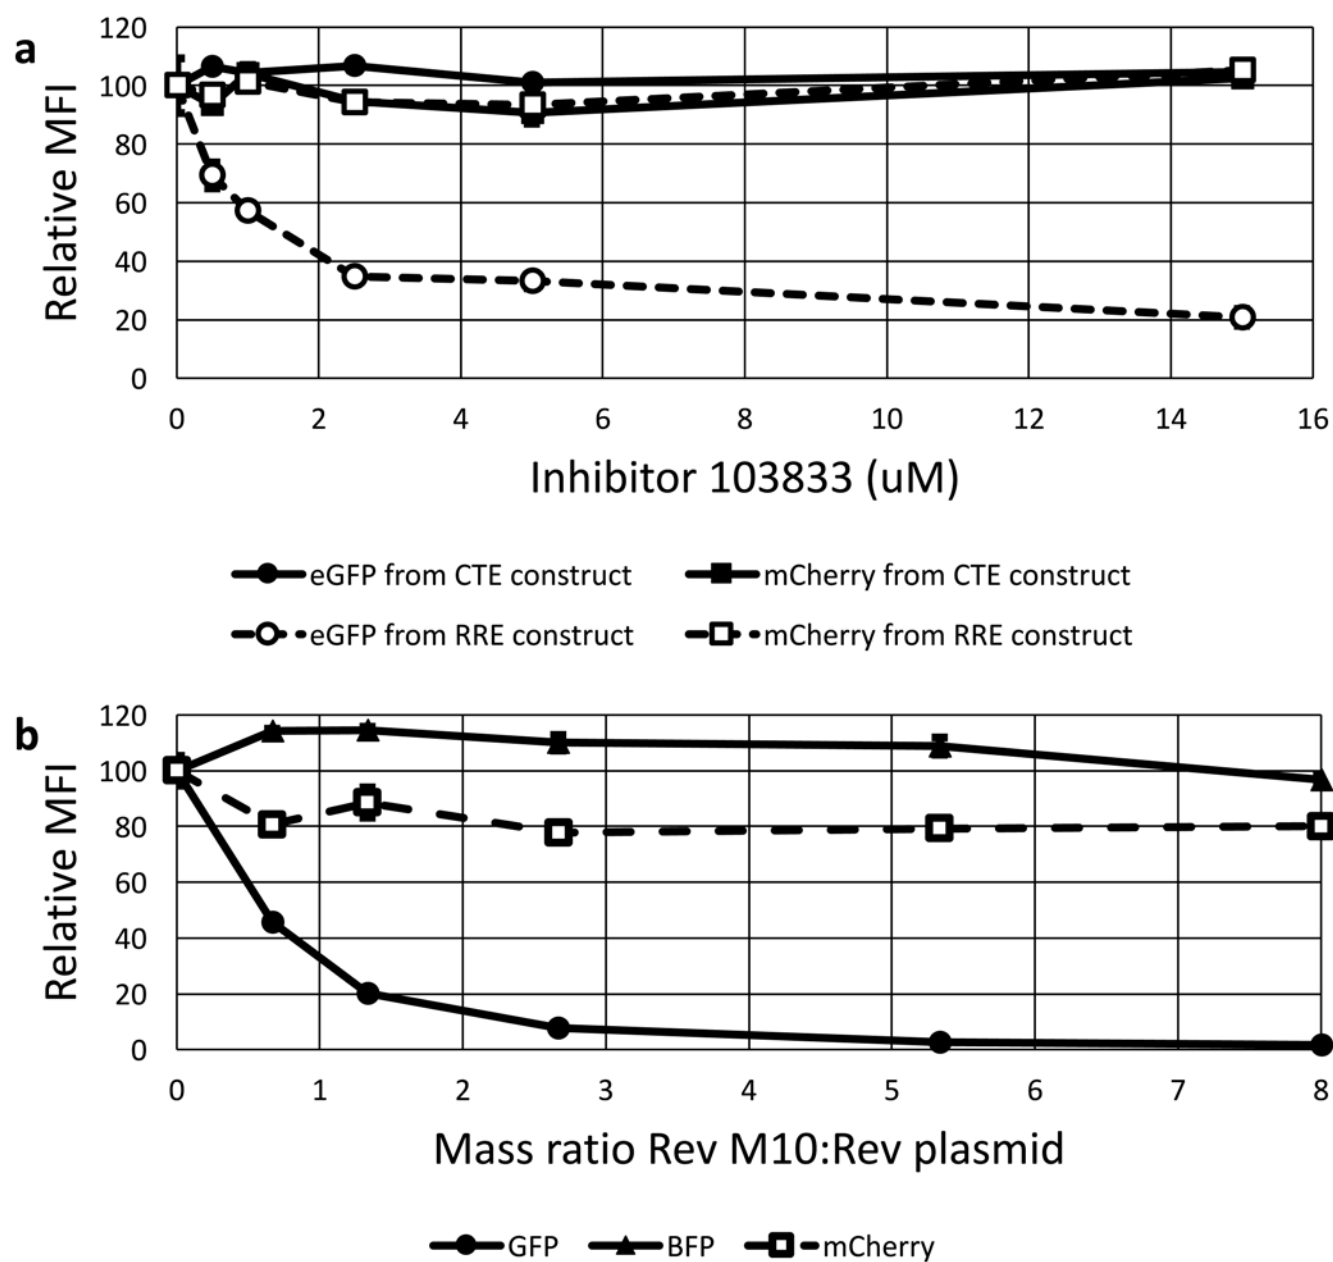 a
Relative MFI
120
100
80
60
40
20
0
0 2 4 6 8 10 12 14 16
Inhibitor 103833 (uM)
eGFP from CTE construct mCherry from CTE construct
eGFP from RRE construct mCherry from RRE construct
b
Relative MFI
120
100
80
60
40
20
0
0 1 2 3 4 5 6 7 8
Mass ratio Rev M10:Rev plasmid
GFP BFP mCherry